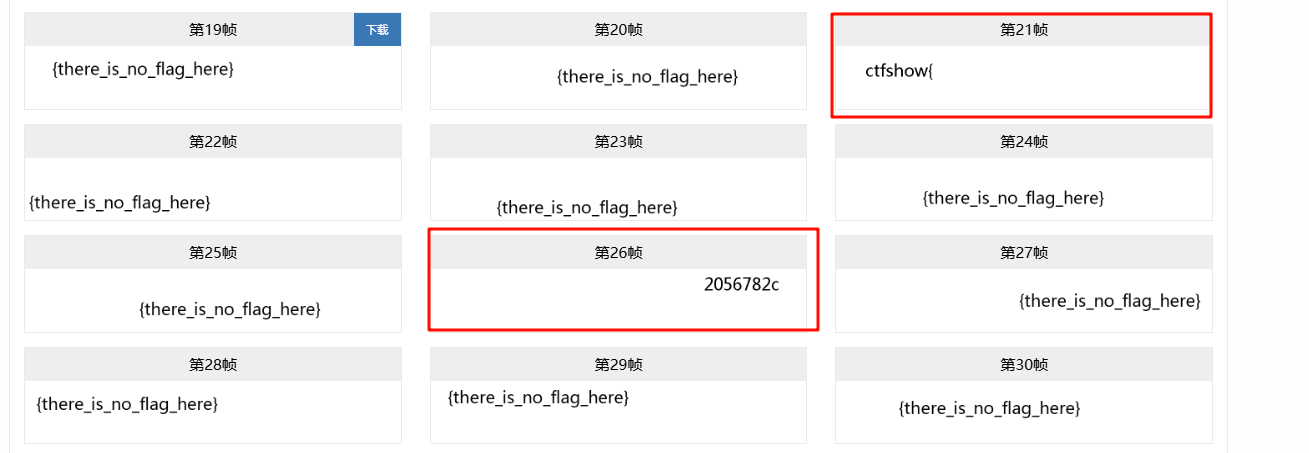 第19帧
下载
{there_is_no_flag_here}
第20帧
{there_is_no_flag_here}
第21帧
ctfshow{
第22帧
{there_is_no_flag_here}
第23帧
{there_is_no_flag_here}
第24帧
{there_is_no_flag_here}
第25帧
{there_is_no_flag_here}
第26帧
2056782c
第27帧
{there_is_no_flag_here}
第28帧
{there_is_no_flag_here}
第29帧
{there_is_no_flag_here}
第30帧
{there_is_no_flag_here}